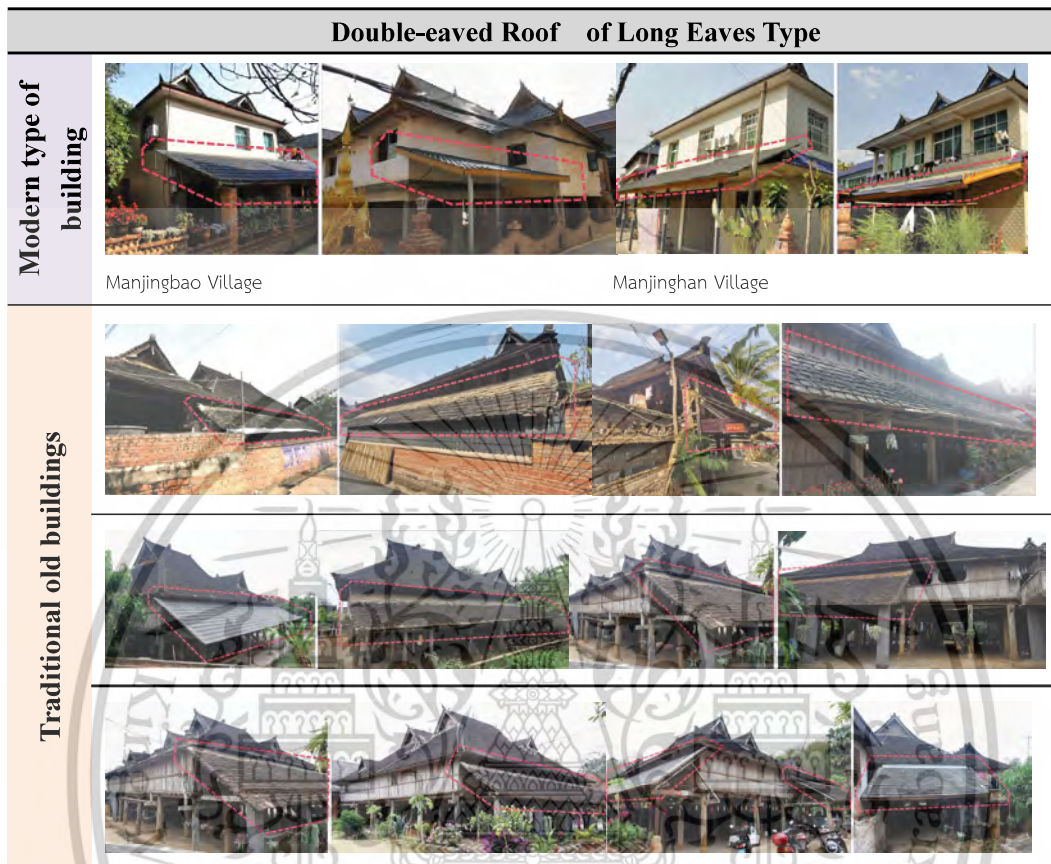 Double-eaved Roof of Long Eaves Type
Modern type of
building
Manjingbao Village
Manjinghan Village
Traditional old buildings